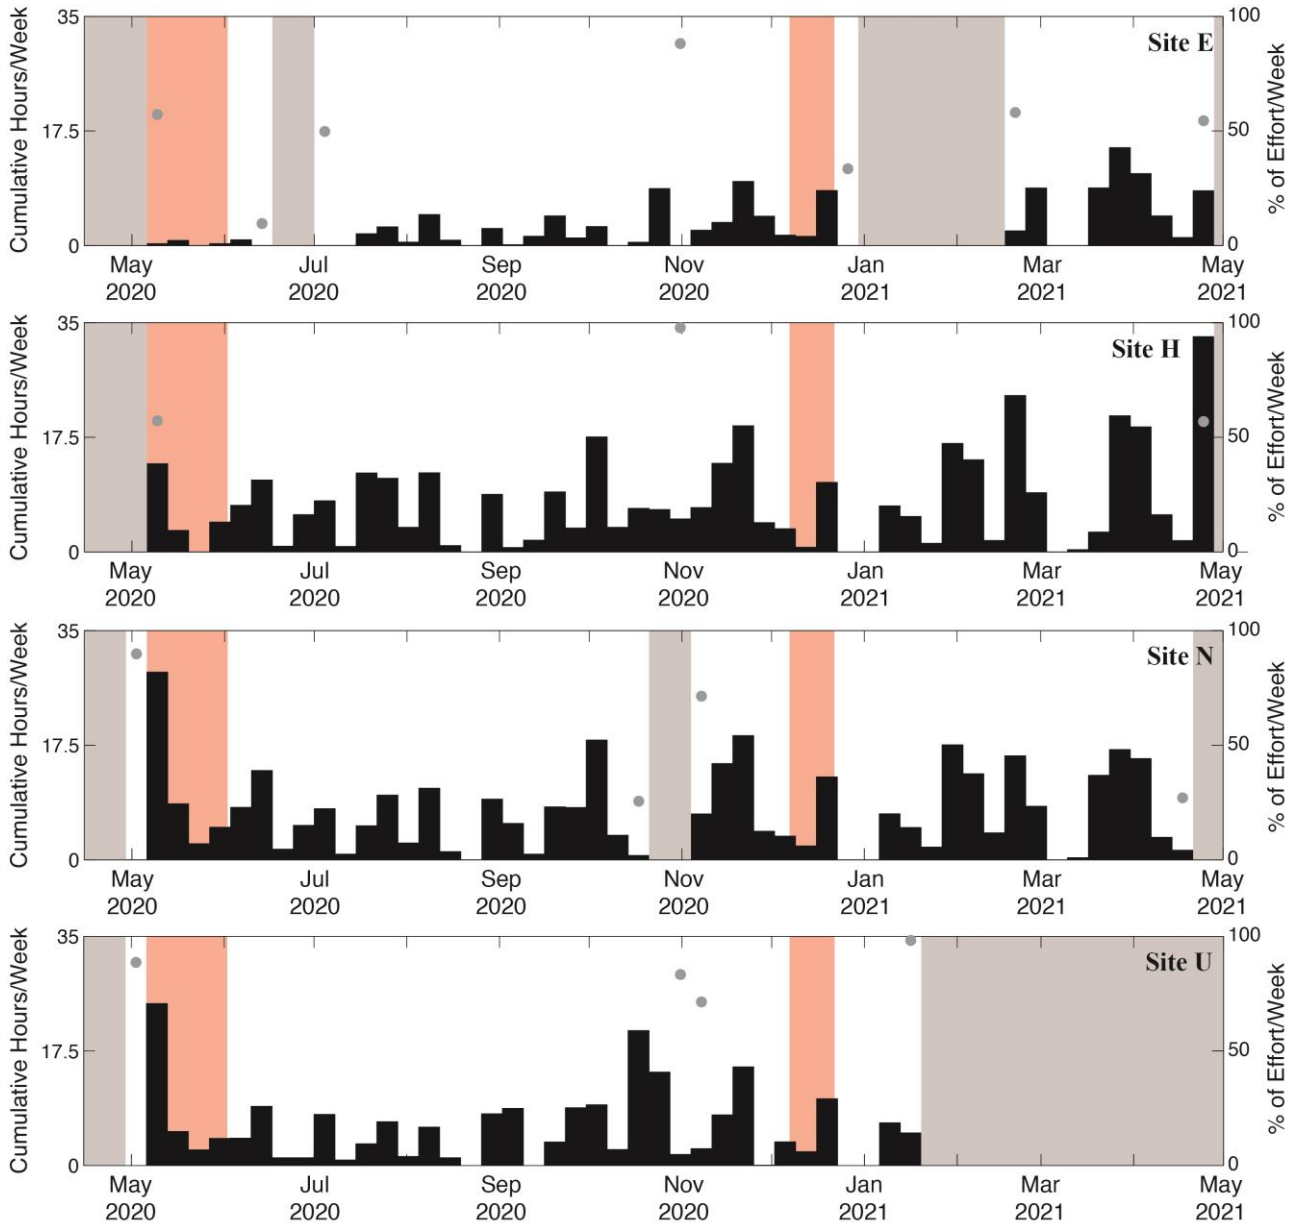 35
100
Site E
Cumulative Hours/Week
17.5
50
% of Effort/Week
0
0
May Jul Sep Nov Jan Mar May
2020 2020 2020 2020 2021 2021 2021
35
100
Site H
Cumulative Hours/Week
17.5
50
% of Effort/Week
0
0
May Jul Sep Nov Jan Mar May
2020 2020 2020 2020 2021 2021 2021
35
100
Site N
Cumulative Hours/Week
17.5
50
% of Effort/Week
0
0
May Jul Sep Nov Jan Mar May
2020 2020 2020 2020 2021 2021 2021
35
100
Site U
Cumulative Hours/Week
17.5
50
% of Effort/Week
0
0
May Jul Sep Nov Jan Mar May
2020 2020 2020 2020 2021 2021 2021